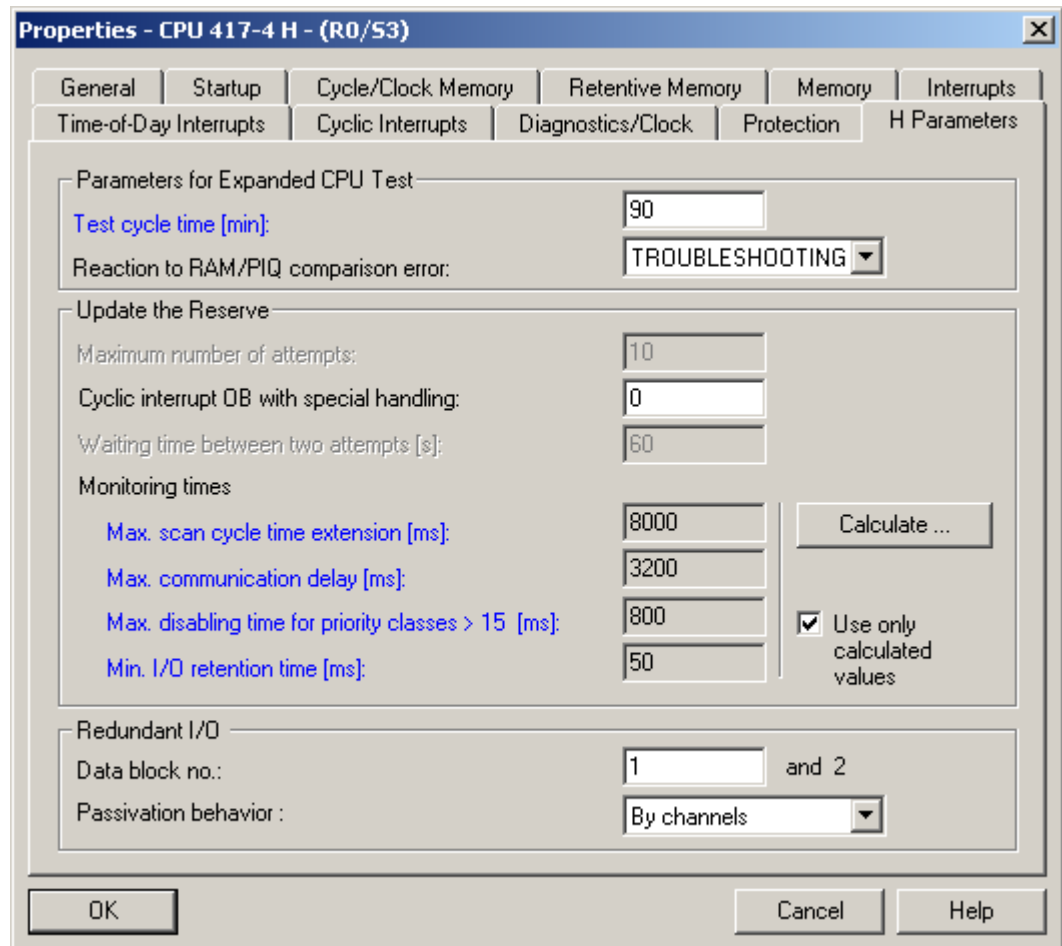 Properties - CPU 417-4 H - (R0/S3)
General Startup Cycle/Clock Memory Retentive Memory Memory Interrupts
Time-of-Day Interrupts Cyclic Interrupts Diagnostics/Clock Protection H Parameters
Parameters for Expanded CPU Test
Test cycle time [min]: 90
Reaction to RAM/PIQ comparison error: TROUBLESHOOTING
Update the Reserve
Maximum number of attempts: 10
Cyclic interrupt OB with special handling: 0
Waiting time between two attempts [s]: 60
Monitoring times
Max. scan cycle time extension [ms]: 8000 Calculate ...
Max. communication delay [ms]: 3200
Max. disabling time for priority classes > 15 [ms]: 800 Use only
calculated
Min. I/O retention time [ms]: 50 values
Redundant I/O
Data block no.: 1 and 2
Passivation behavior : By channels
OK Cancel Help